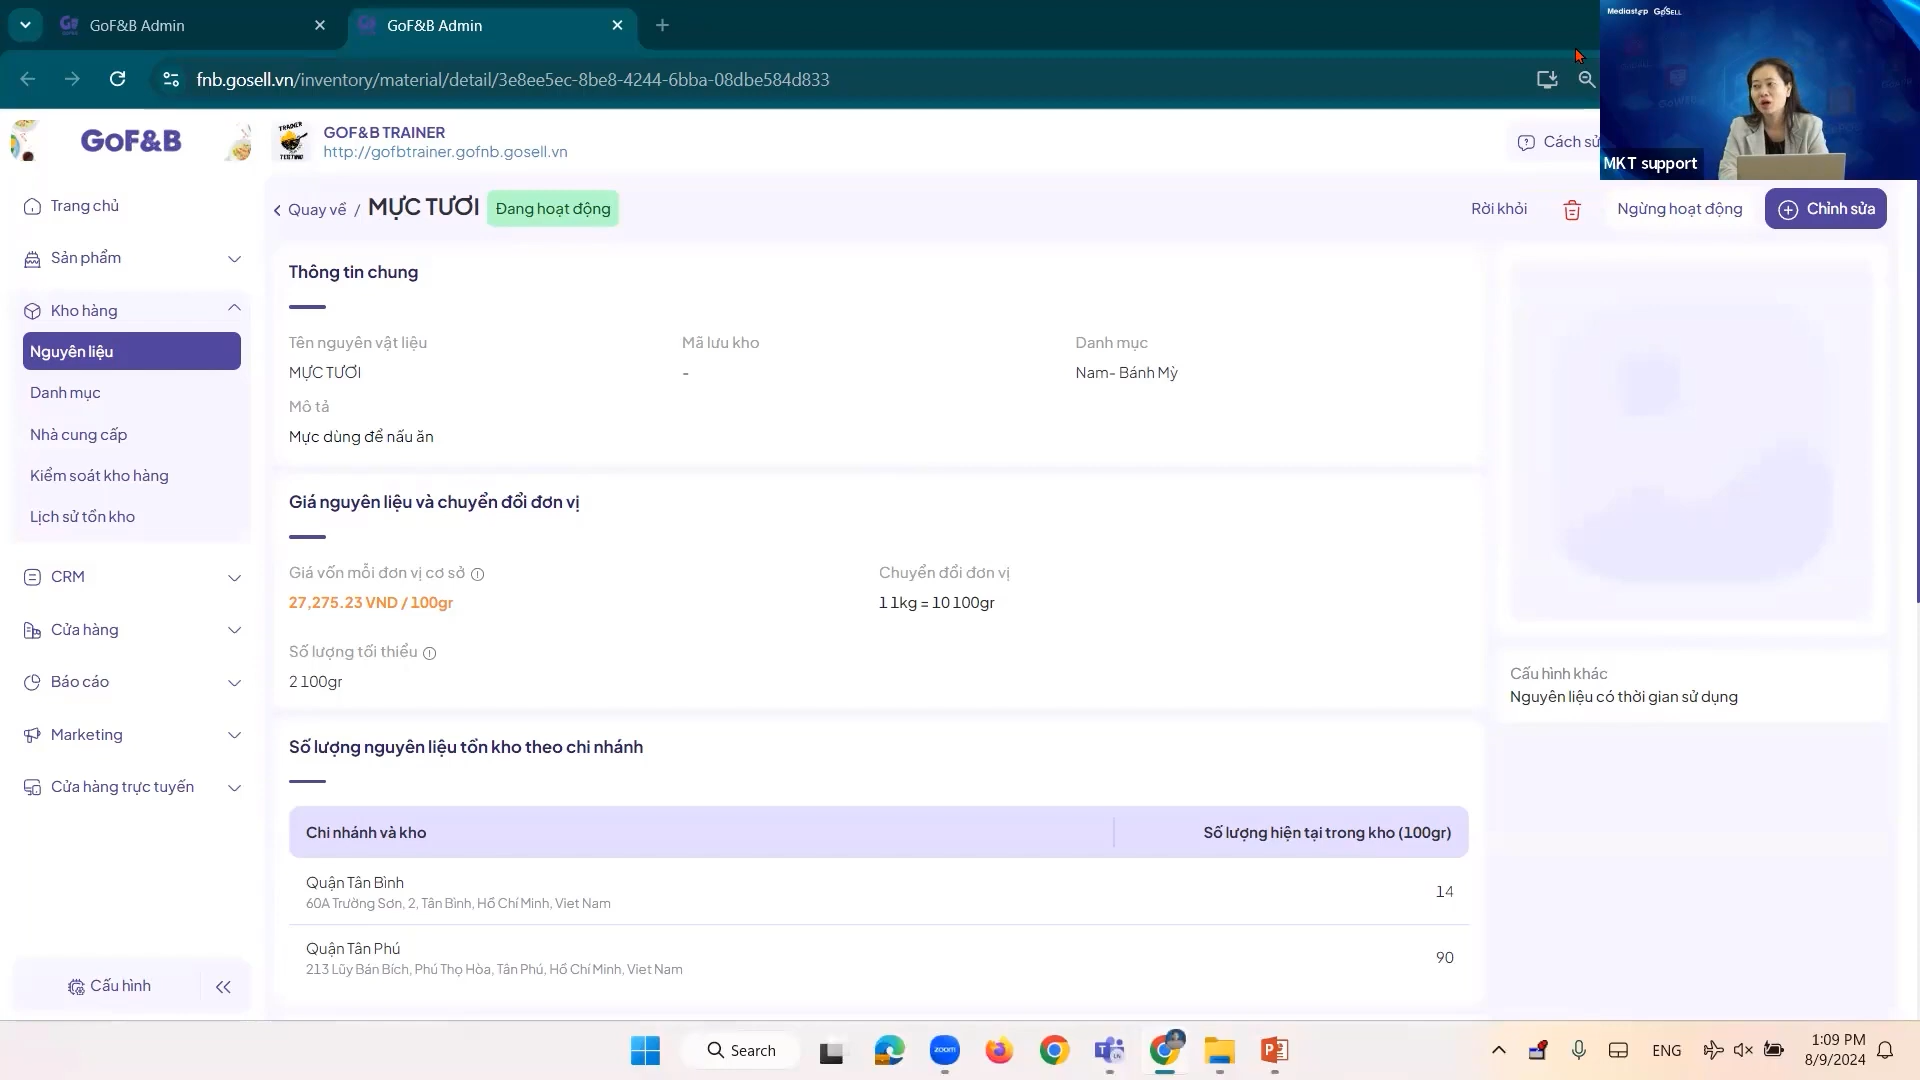 GoF&B Admin
GoF&B Admin
fnb.gosell.vn/inventory/material/detail/3e8ee5ec-8be8-4244-6bba-08dbe584d833
Mediastep GoSELL
MKT support
GoF&B
GOF&B TRAINER
http://gofbtrainer.gofnb.gosell.vn
Cách sử
Trang chủ
Sản phẩm
Kho hàng
Nguyên liệu
Danh mục
Nhà cung cấp
Kiểm soát kho hàng
Lịch sử tồn kho
CRM
Cửa hàng
Báo cáo
Marketing
Cửa hàng trực tuyến
Cấu hình
Quay về / MỰC TƯƠI Đang hoạt động
Rời khỏi
Ngừng hoạt động
Chỉnh sửa
Thông tin chung
Tên nguyên vật liệu Mã lưu kho Danh mục
MỰC TƯƠI - Nam- Bánh Mỳ
Mô tả
Mực dùng để nấu ăn
Giá nguyên liệu và chuyển đổi đơn vị
Giá vốn mỗi đơn vị cơ sở Chuyển đổi đơn vị
27,275.23 VND / 100gr 1 1kg = 10 100gr
Số lượng tối thiểu
2 100gr
Cấu hình khác
Nguyên liệu có thời gian sử dụng
Số lượng nguyên liệu tồn kho theo chi nhánh
Chi nhánh và kho Số lượng hiện tại trong kho (100gr)
Quận Tân Bình 14
60A Trường Sơn, 2, Tân Bình, Hồ Chí Minh, Viet Nam
Quận Tân Phú 90
213 Lũy Bán Bích, Phú Thọ Hòa, Tân Phú, Hồ Chí Minh, Viet Nam
Search
zoom
ENG
1:09 PM
8/9/2024